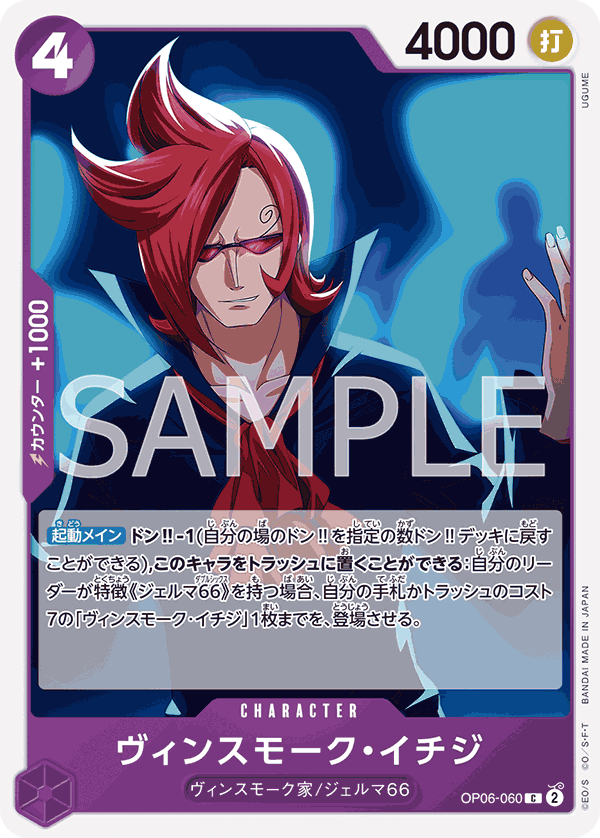 4
4000
打
UGUME
カウンター +1000
SAMPLE
起動メイン ドン!!-1(自分の場のドン!!を指定の数ドン!!デッキに戻す
ことができる),このキャラをトラッシュに置くことができる:自分のリ
ーダーが特徴《ジェルマ66》を持つ場合、自分の手札かトラッシュのコスト
7の「ヴィンスモーク・イチジ」1枚までを、登場させる。
CHARACTER
ヴィンスモーク・イチジ
ヴィンスモーク家/ジェルマ66
OP06-060 C 2
©E.O/S ©O/S・F・T BANDAI MADE IN JAPAN